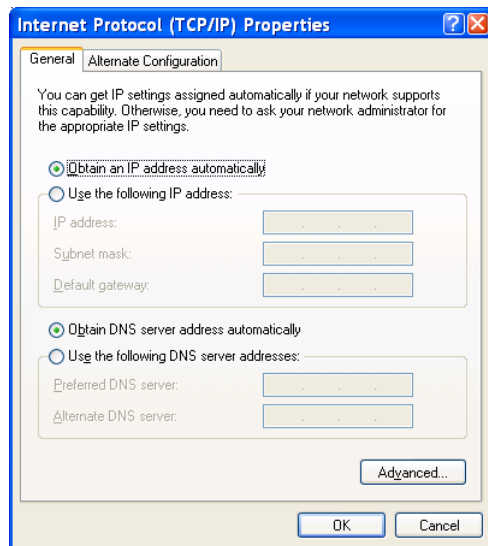 Internet Protocol (TCP/IP) Properties
General
Alternate Configuration
You can get IP settings assigned automatically if your network supports
this capability. Otherwise, you need to ask your network administrator for
the appropriate IP settings.
Obtain an IP address automatically
Use the following IP address:
IP address:
Subnet mask:
Default gateway:
Obtain DNS server address automatically
Use the following DNS server addresses:
Preferred DNS server:
Alternate DNS server:
Advanced...
OK Cancel